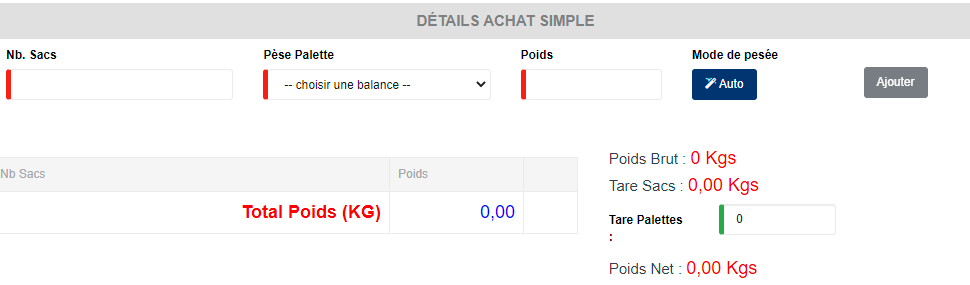 DÉTAILS ACHAT SIMPLE
Nb. Sacs
Pèse Palette
Poids
Mode de pesée
-- choisir une balance --
Auto
Ajouter
Nb Sacs
Poids
Total Poids (KG)
0,00
Poids Brut : 0 Kgs
Tare Sacs : 0,00 Kgs
Tare Palettes
:
0
Poids Net : 0,00 Kgs